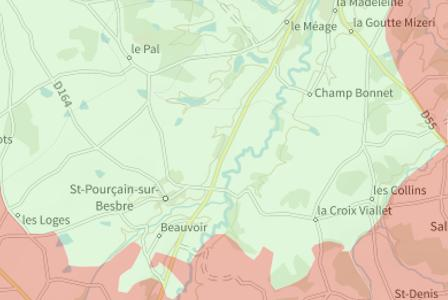 la Madeleine
la Goutte Mizeri
le Méage
le Pal
D164
Champ Bonnet
D55
ots
St-Pourçain-sur-
Besbre
les Collins
la Croix Viallet
les Loges
Beauvoir
Sal
St-Denis